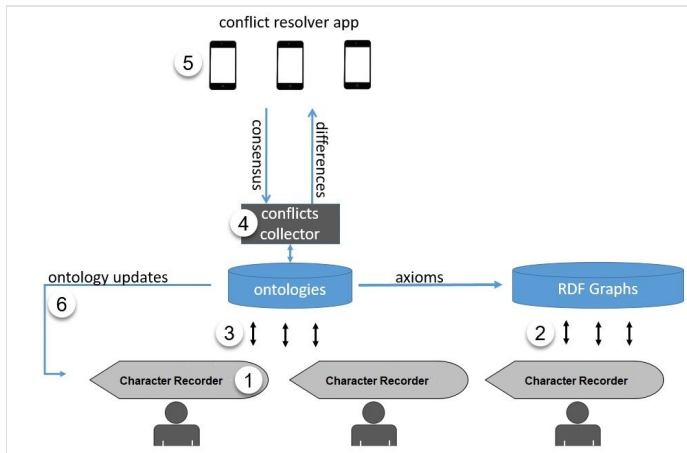 conflict resolver app
5
consensus
differences
4
conflicts
collector
ontology updates
6
ontologies
axioms
RDF Graphs
3
2
Character Recorder
1
Character Recorder
Character Recorder